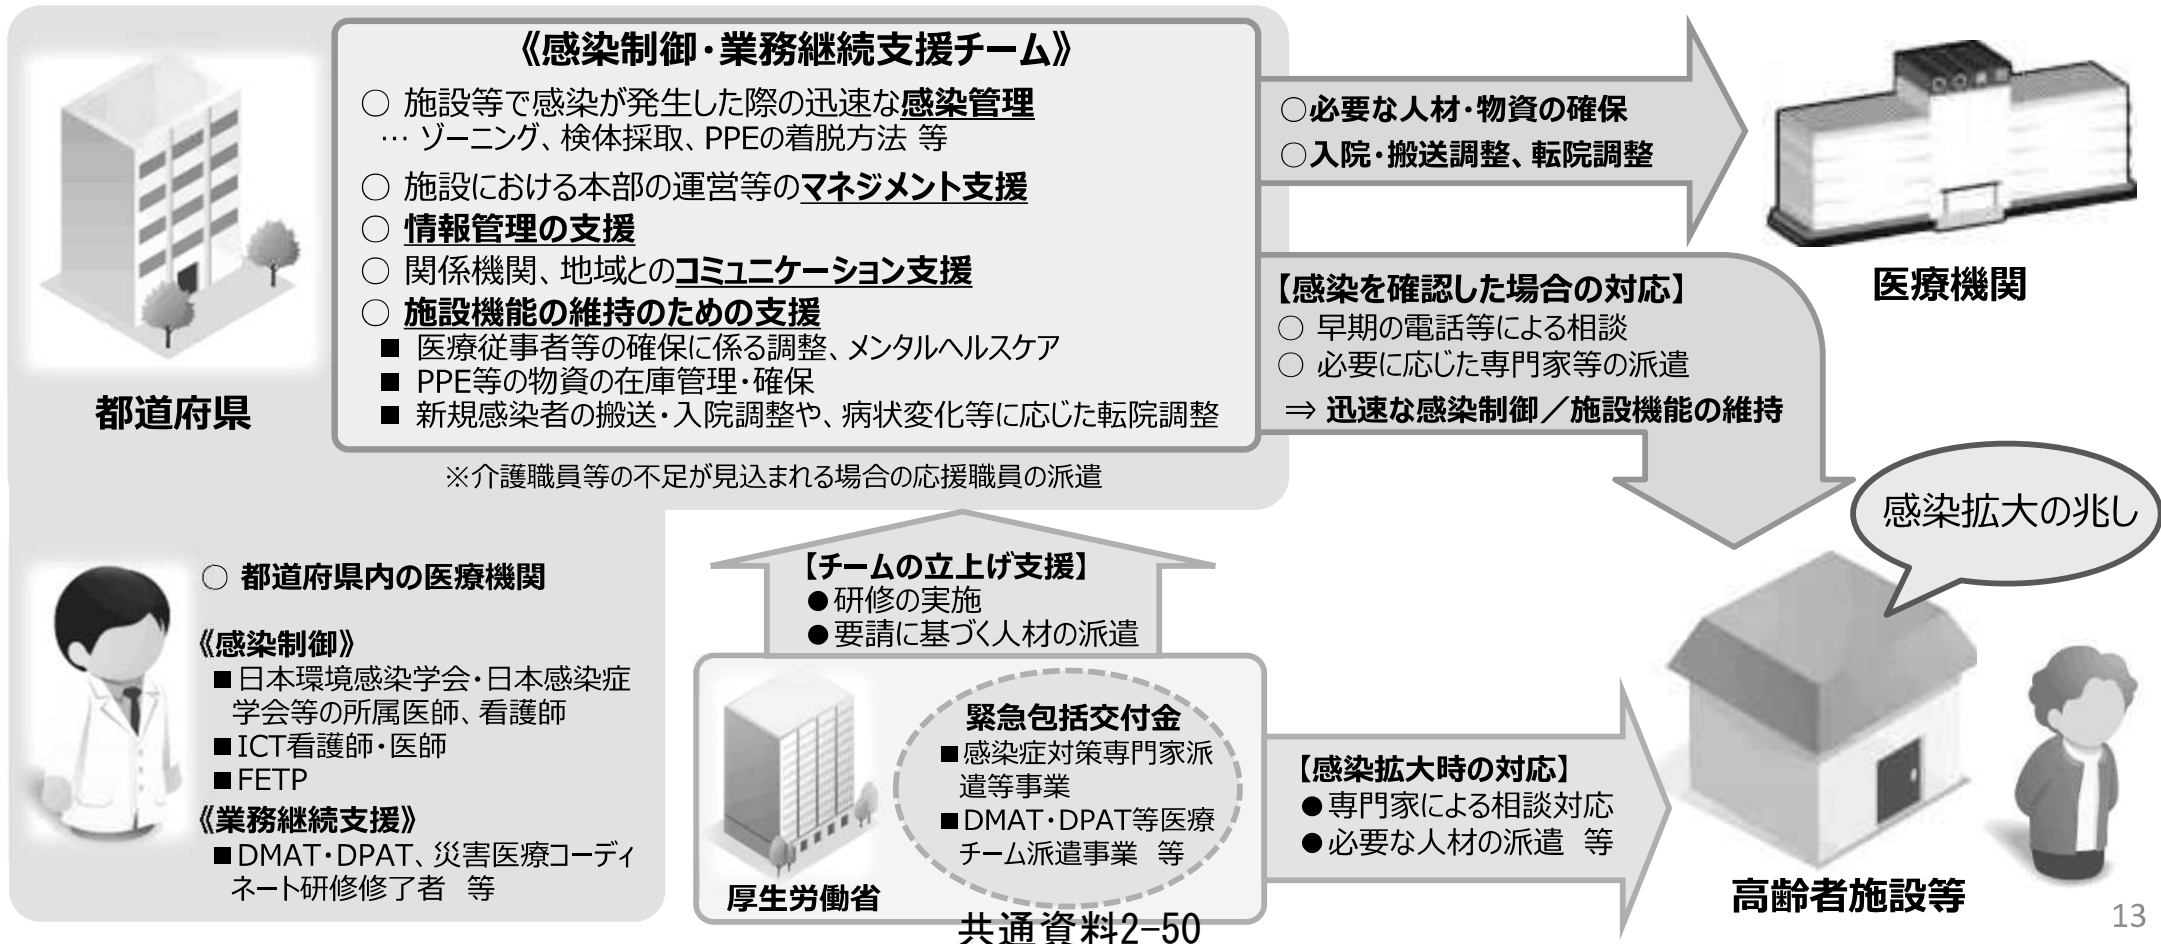 《感染制御・業務継続支援チーム》
○ 施設等で感染が発生した際の迅速な感染管理
… ゾーニング、検体採取、PPEの着脱方法 等
○ 施設における本部の運営等のマネジメント支援
○ 情報管理の支援
○ 関係機関、地域とのコミュニケーション支援
○ 施設機能の維持のための支援
■ 医療従事者等の確保に係る調整、メンタルヘルスケア
■ PPE等の物資の在庫管理・確保
■ 新規感染者の搬送・入院調整や、病状変化等に応じた転院調整
※介護職員等の不足が見込まれる場合の応援職員の派遣
都道府県
○必要な人材・物資の確保
○入院・搬送調整、転院調整
医療機関
【感染を確認した場合の対応】
○ 早期の電話等による相談
○ 必要に応じた専門家等の派遣
⇒ 迅速な感染制御／施設機能の維持
感染拡大の兆し
○ 都道府県内の医療機関
《感染制御》
■日本環境感染学会・日本感染症
学会等の所属医師、看護師
■ICT看護師・医師
■FETP
《業務継続支援》
■DMAT・DPAT、災害医療コーディ
ネート研修修了者 等
【チームの立上げ支援】
●研修の実施
●要請に基づく人材の派遣
緊急包括交付金
■感染症対策専門家派
遣等事業
■DMAT・DPAT等医療
チーム派遣事業 等
厚生労働省
【感染拡大時の対応】
●専門家による相談対応
●必要な人材の派遣 等
高齢者施設等
共通資料2-50
13